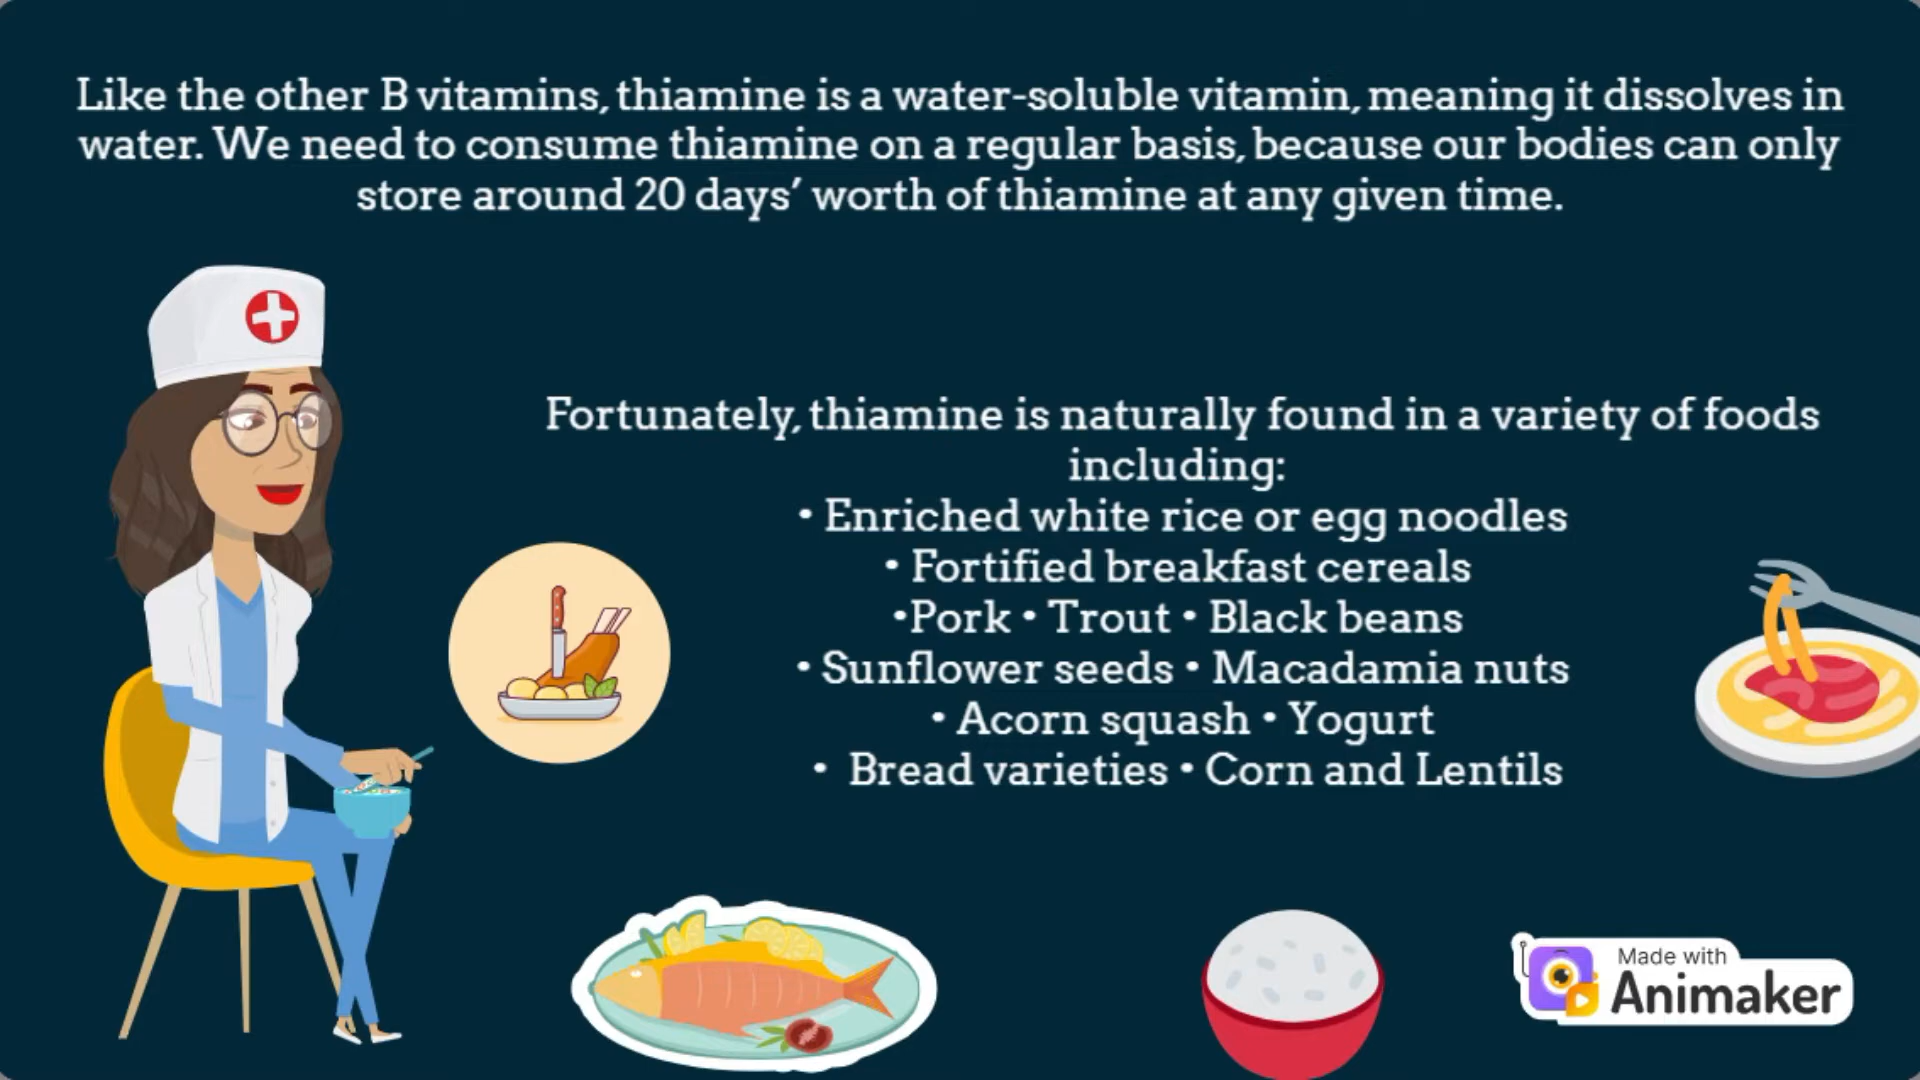 Like the other B vitamins, thiamine is a water-soluble vitamin, meaning it dissolves in
water. We need to consume thiamine on a regular basis, because our bodies can only
store around 20 days’ worth of thiamine at any given time.
Fortunately, thiamine is naturally found in a variety of foods
including:
• Enriched white rice or egg noodles
• Fortified breakfast cereals
•Pork • Trout • Black beans
• Sunflower seeds • Macadamia nuts
• Acorn squash • Yogurt
• Bread varieties • Corn and Lentils
Made with
Animaker